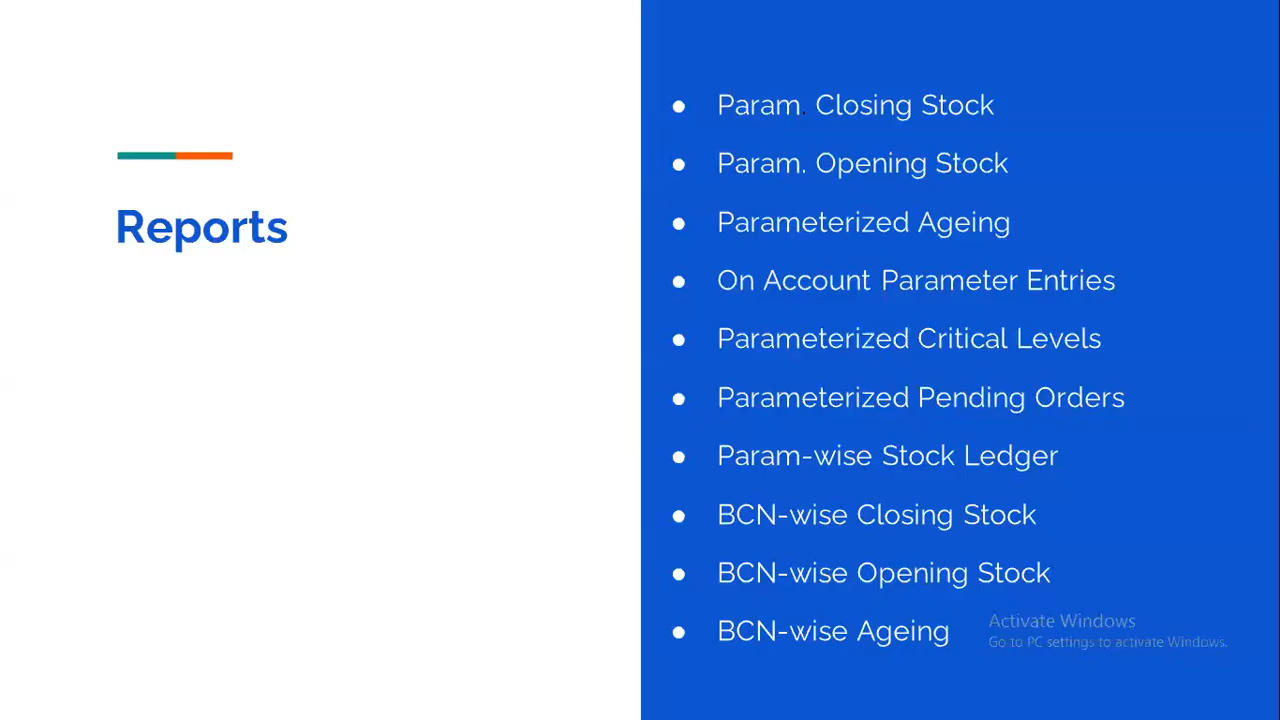 Reports
Param. Closing Stock
Param. Opening Stock
Parameterized Ageing
On Account Parameter Entries
Parameterized Critical Levels
Parameterized Pending Orders
Param-wise Stock Ledger
BCN-wise Closing Stock
BCN-wise Opening Stock
BCN-wise Ageing
Activate Windows
Go to PC settings to activate Windows.